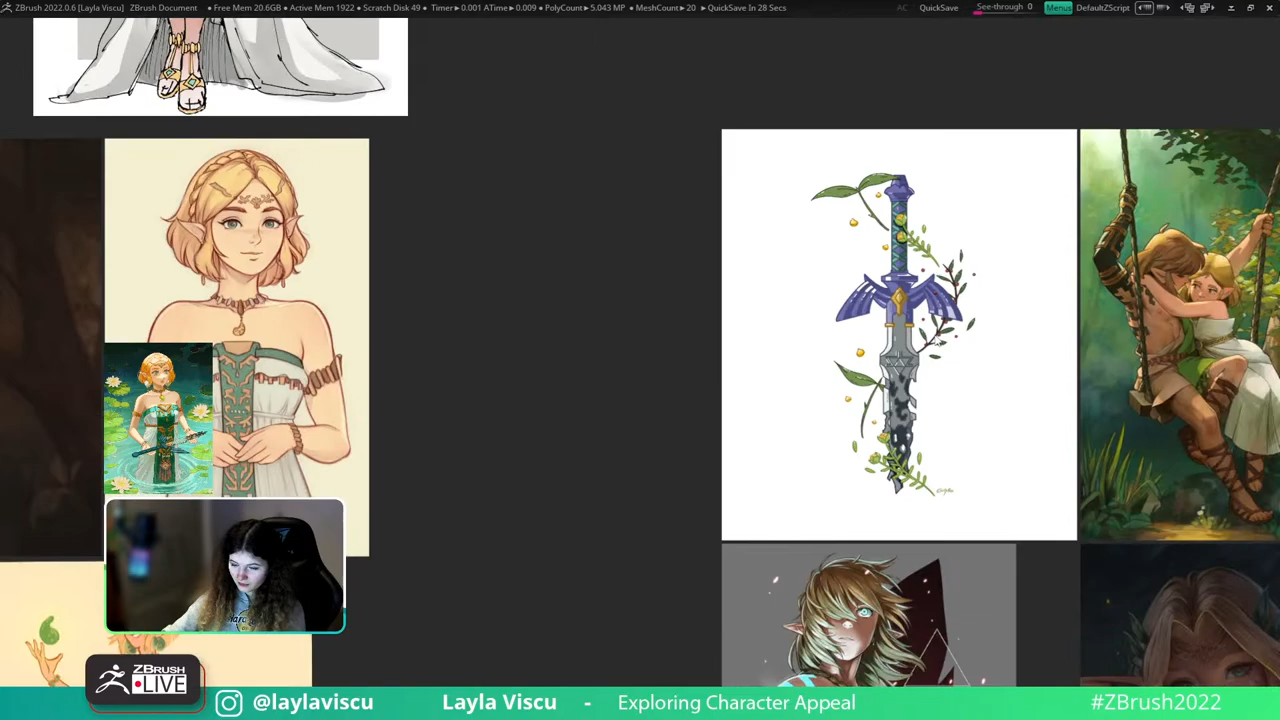 ZBrush 2022.0.6 [Layla Viscu] ZBrush Document ● Free Mem 20.6GB ● Active Mem 1922 ● Scratch Disk 49 ● Timer▸0.001 ATime▸0.009 ● PolyCount▸5.043 MP ● MeshCount▸20 ▸QuickSave In 28 Secs AC QuickSave See-through 0 Menus DefaultZScript
ZBRUSH
LIVE
@laylaviscu Layla Viscu - Exploring Character Appeal #ZBrush2022